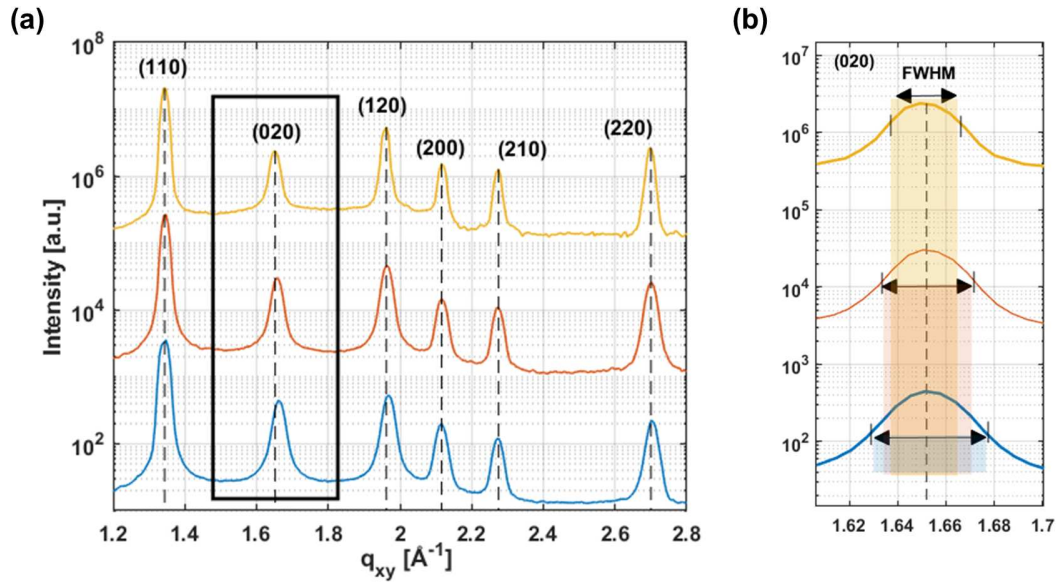 (a)
(b)
10^8
10^6
10^4
10^2
Intensity [a.u.]
(110)
(020)
(120)
(200)
(210)
(220)
1.2 1.4 1.6 1.8 2 2.2 2.4 2.6 2.8
q_xy [Å^-1]
(020)
FWHM
10^7
10^6
10^5
10^4
10^3
10^2
1.62 1.64 1.66 1.68 1.7